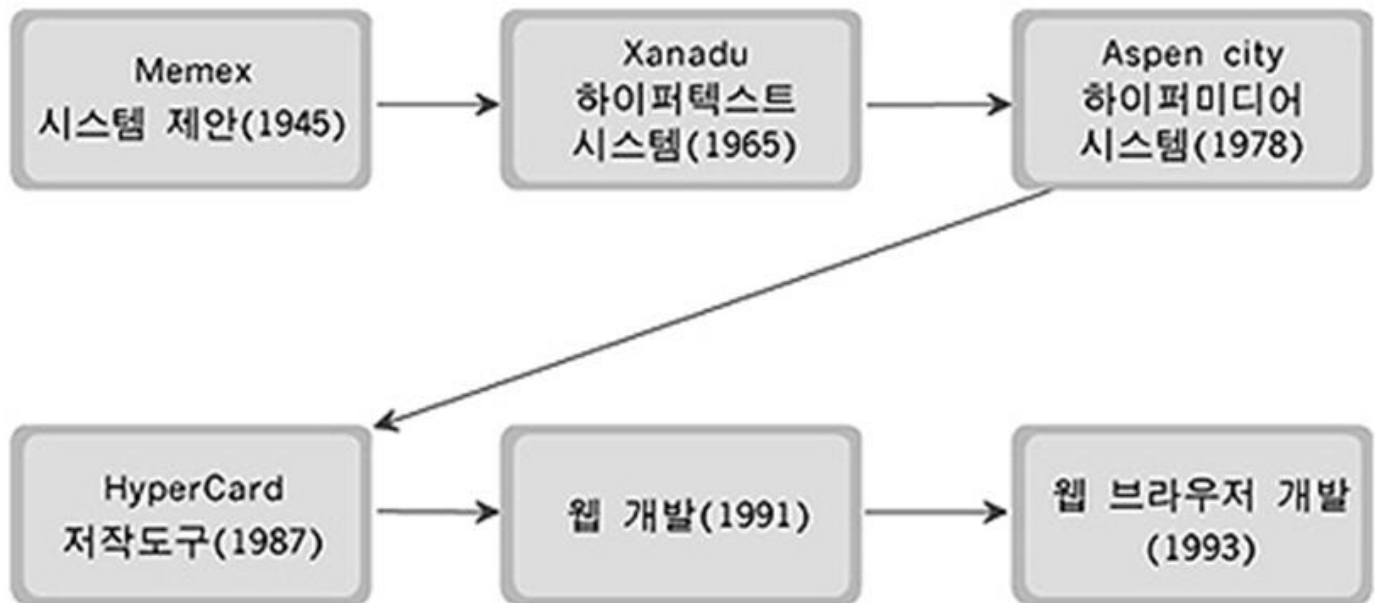 Memex
시스템 제안(1945)
Xanadu
하이퍼텍스트
시스템(1965)
Aspen city
하이퍼미디어
시스템(1978)
HyperCard
저작도구(1987)
웹 개발(1991)
웹 브라우저 개발
(1993)